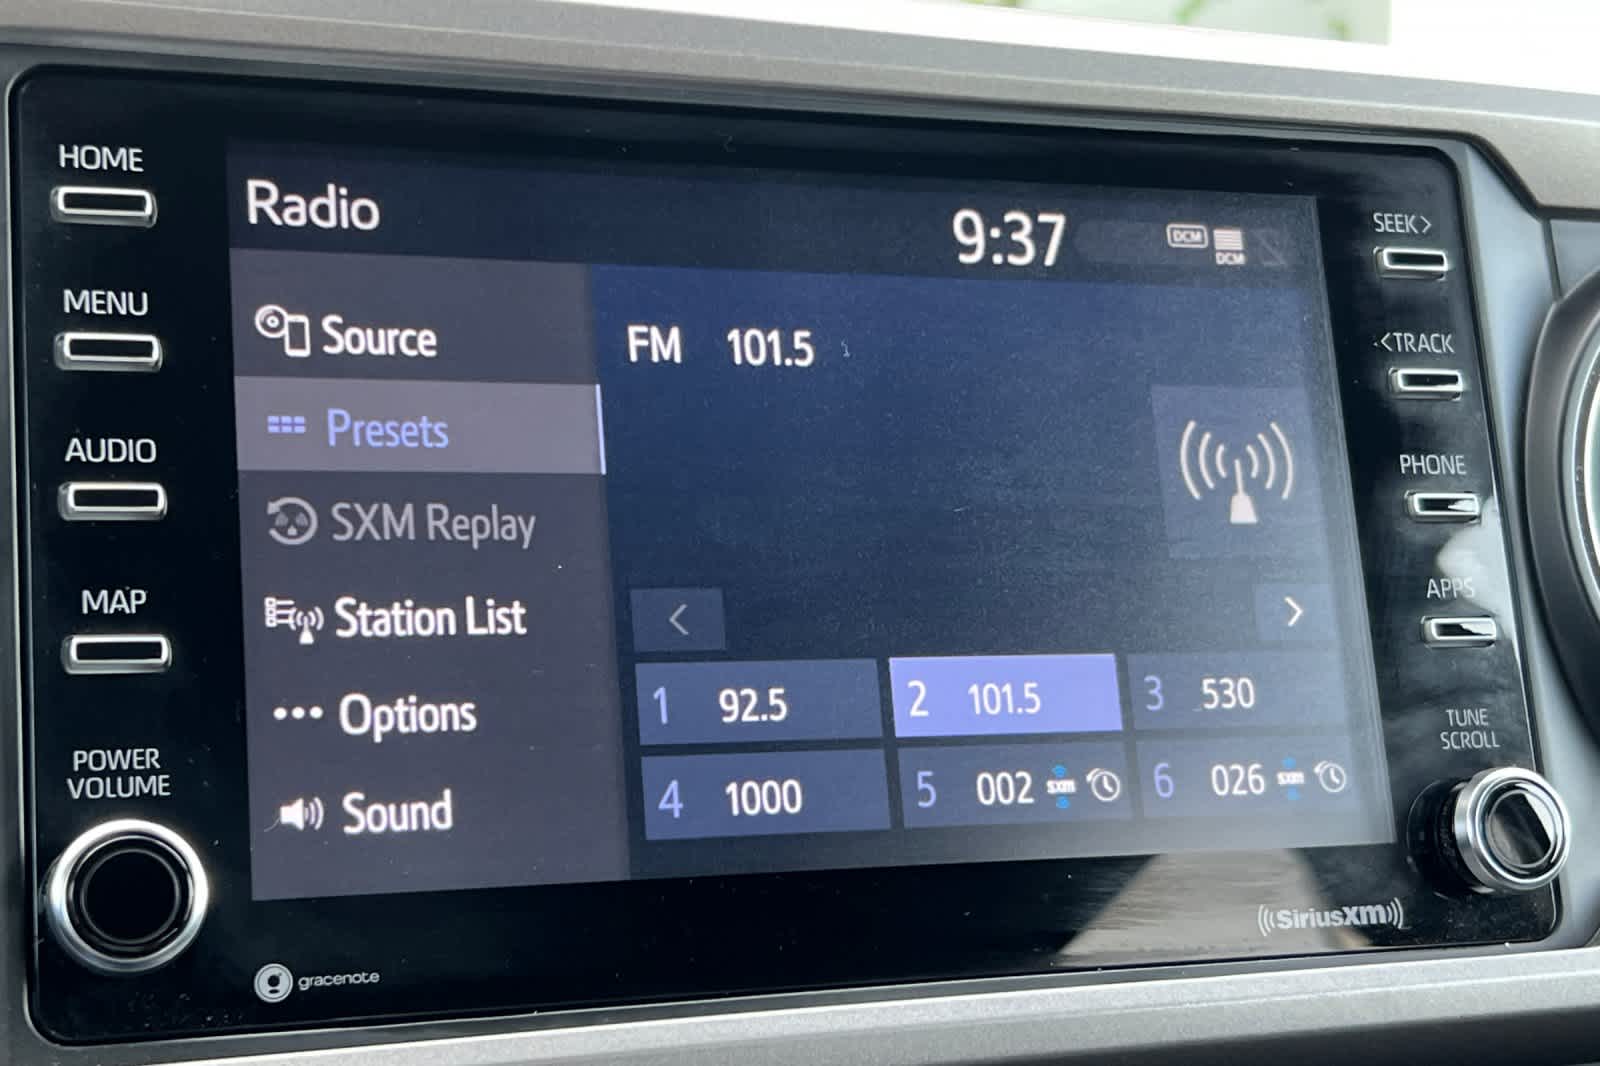 HOME
MENU
AUDIO
MAP
POWER
VOLUME
Radio
9:37
DCM
DCM
Source
Presets
SXM Replay
Station List
Options
Sound
FM 101.5
<
>
1 92.5
2 101.5
3 530
4 1000
5 002 SXM
6 026 SXM
SEEK>
<TRACK
PHONE
APPS
TUNE
SCROLL
gracenote
SiriusXM